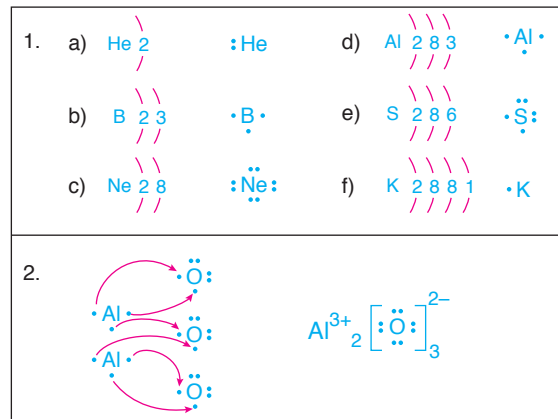 1. a) He 2 :He
b) B 2 3 B
c) Ne 2 8 :Ne:
d) Al 2 8 3 Al
e) S 2 8 6 S:
f) K 2 8 8 1 K
2. O:
Al
O:
Al
O:
Al³⁺₂ [:O:]²⁻₃